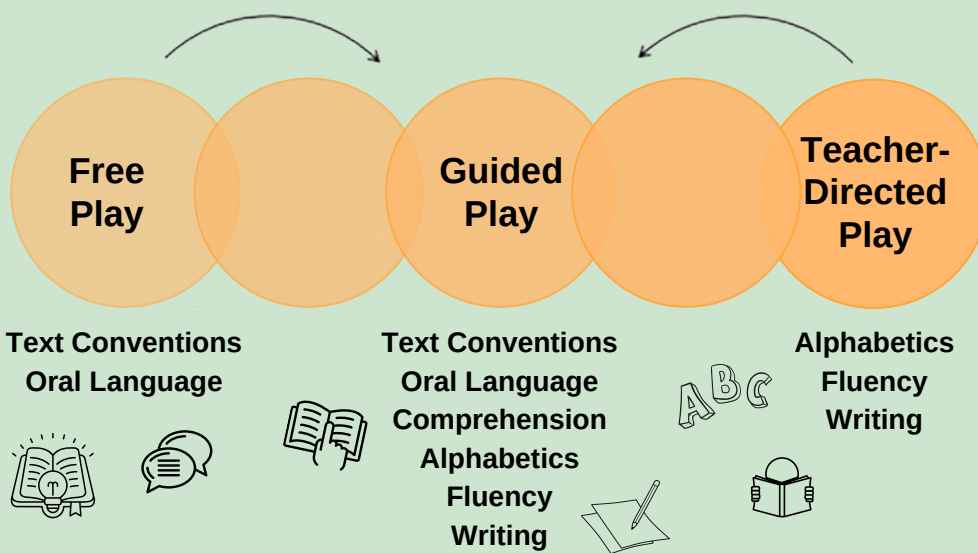 Free
Play
Guided
Play
Teacher-
Directed
Play
Text Conventions
Oral Language
Text Conventions
Oral Language
Comprehension
Alphabetics
Fluency
Writing
ABC
Alphabetics
Fluency
Writing